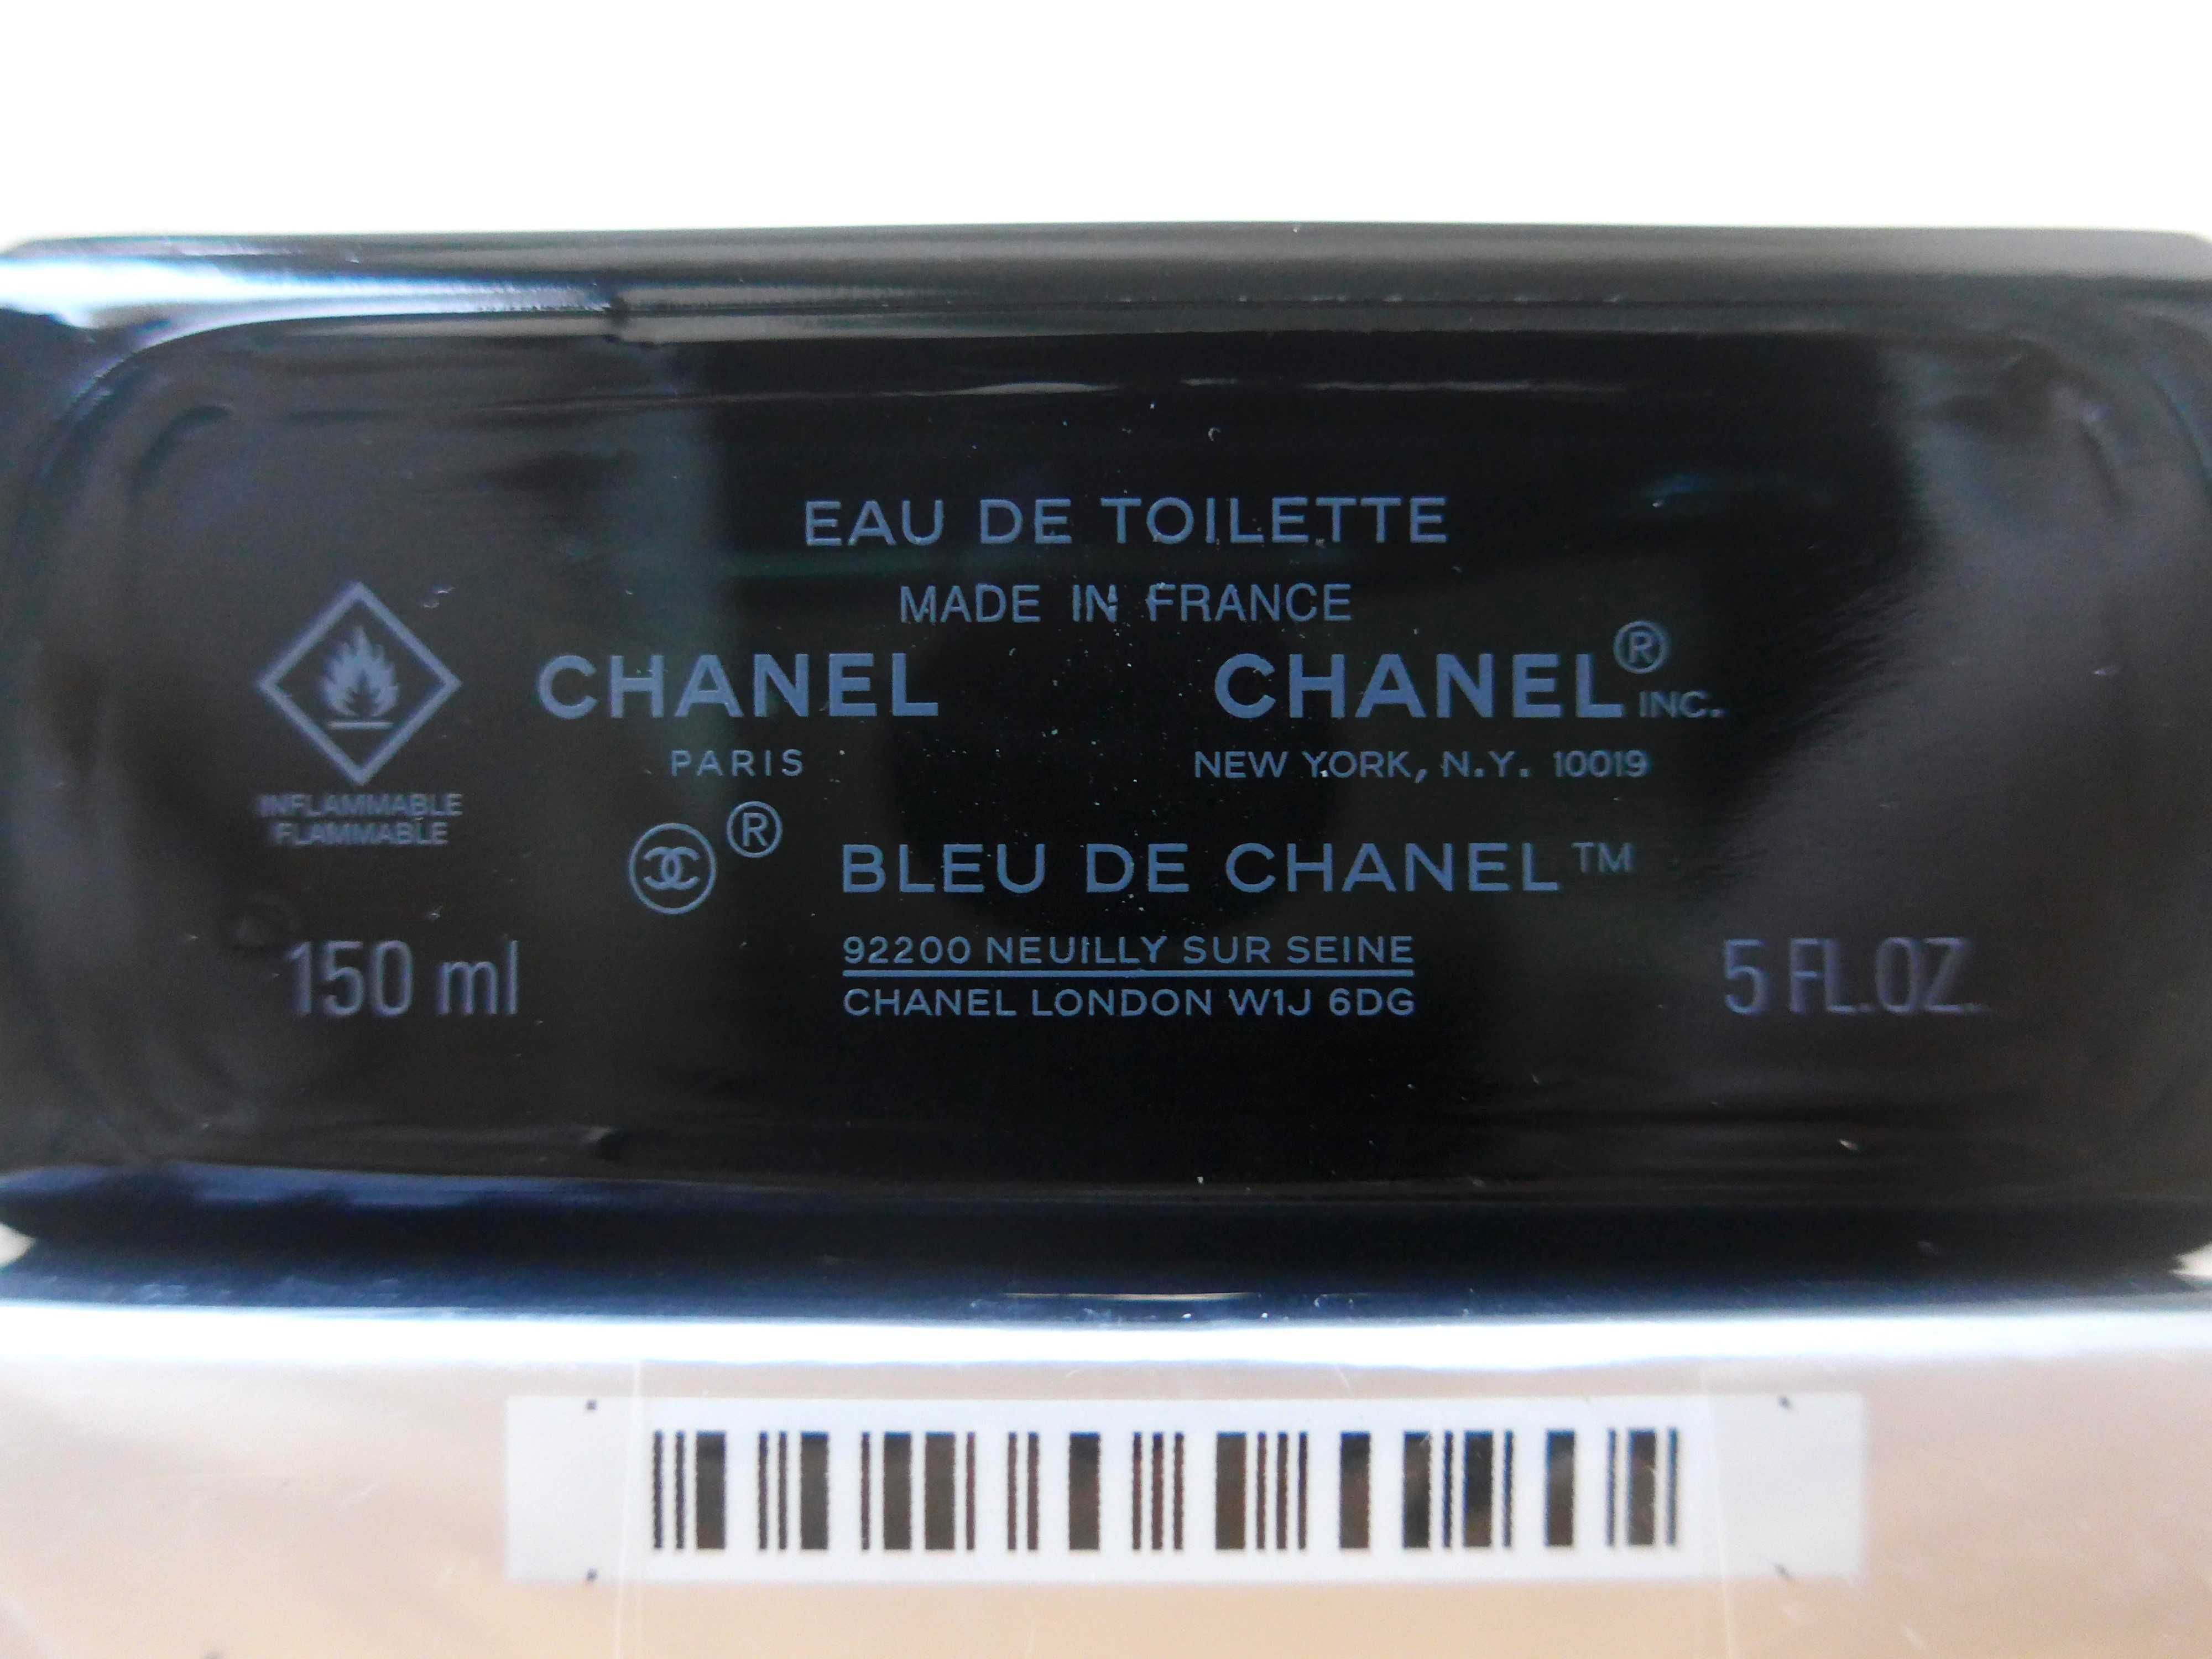 EAU DE TOILETTE
MADE IN FRANCE
CHANEL CHANEL® INC.
PARIS NEW YORK, N.Y. 10019
INFLAMMABLE
FLAMMABLE
® BLEU DE CHANEL™
92200 NEUILLY SUR SEINE
150 ml 5 FL.OZ.
CHANEL LONDON W1J 6DG